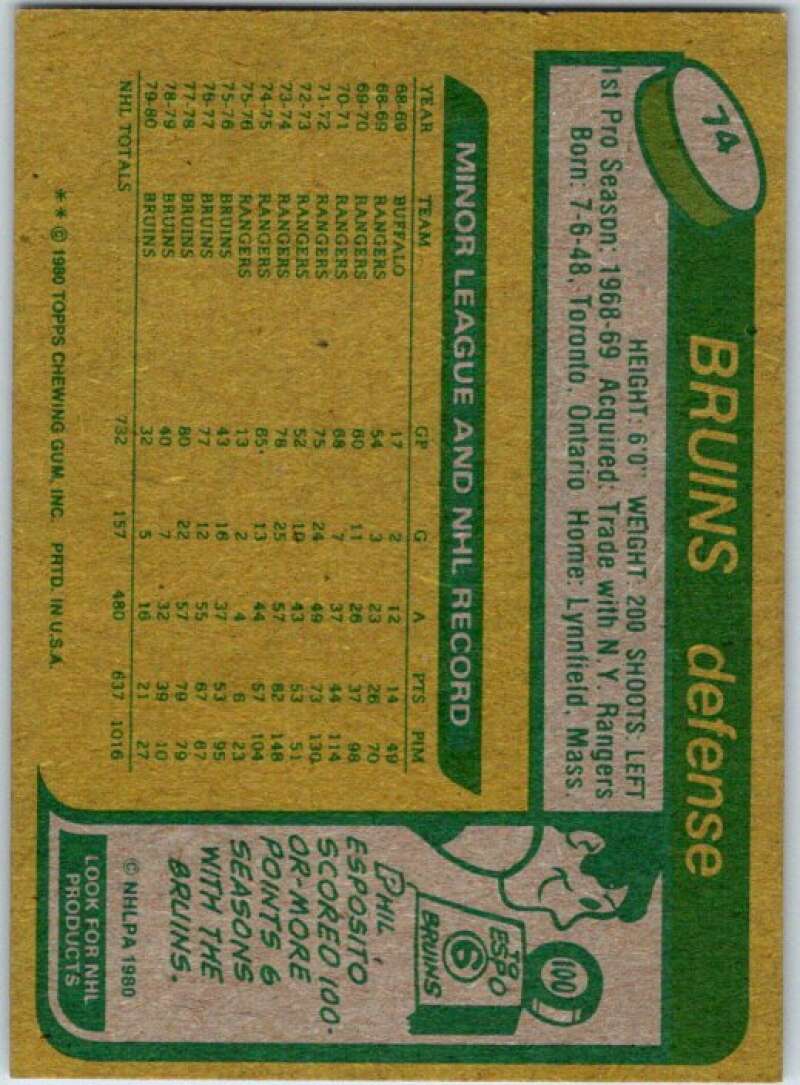 74
BRUINS defense
HEIGHT: 6'0" WEIGHT: 200 SHOOTS: LEFT
1st Pro Season: 1968-69 Acquired: Trade with N.Y. Rangers
Born: 7-6-48, Toronto, Ontario Home: Lynnfield, Mass.
MINOR LEAGUE AND NHL RECORD
YEAR TEAM GP G A PTS PIM
68-69 BUFFALO 17 2 12 14 49
68-69 RANGERS 54 3 23 26 70
69-70 RANGERS 60 11 26 37 98
70-71 RANGERS 68 7 37 44 114
71-72 RANGERS 75 24 49 73 130
72-73 RANGERS 52 10 43 53 51
73-74 RANGERS 78 25 57 82 148
74-75 RANGERS 65 13 44 57 104
75-76 RANGERS 13 2 4 6 23
75-76 BRUINS 43 16 37 53 95
76-77 BRUINS 77 12 55 67 67
77-78 BRUINS 80 22 57 79 79
78-79 BRUINS 40 7 32 39 10
79-80 BRUINS 32 5 16 21 27
NHL TOTALS 732 157 480 637 1016
* * © 1980 TOPPS CHEWING GUM, INC. PRTD. IN U.S.A.
100
TO
ESPO
6
BRUINS
PHIL
ESPOSITO
SCORED 100-
OR-MORE
POINTS 6
SEASONS
WITH THE
BRUINS.
© NHLPA 1980
LOOK FOR NHL
PRODUCTS